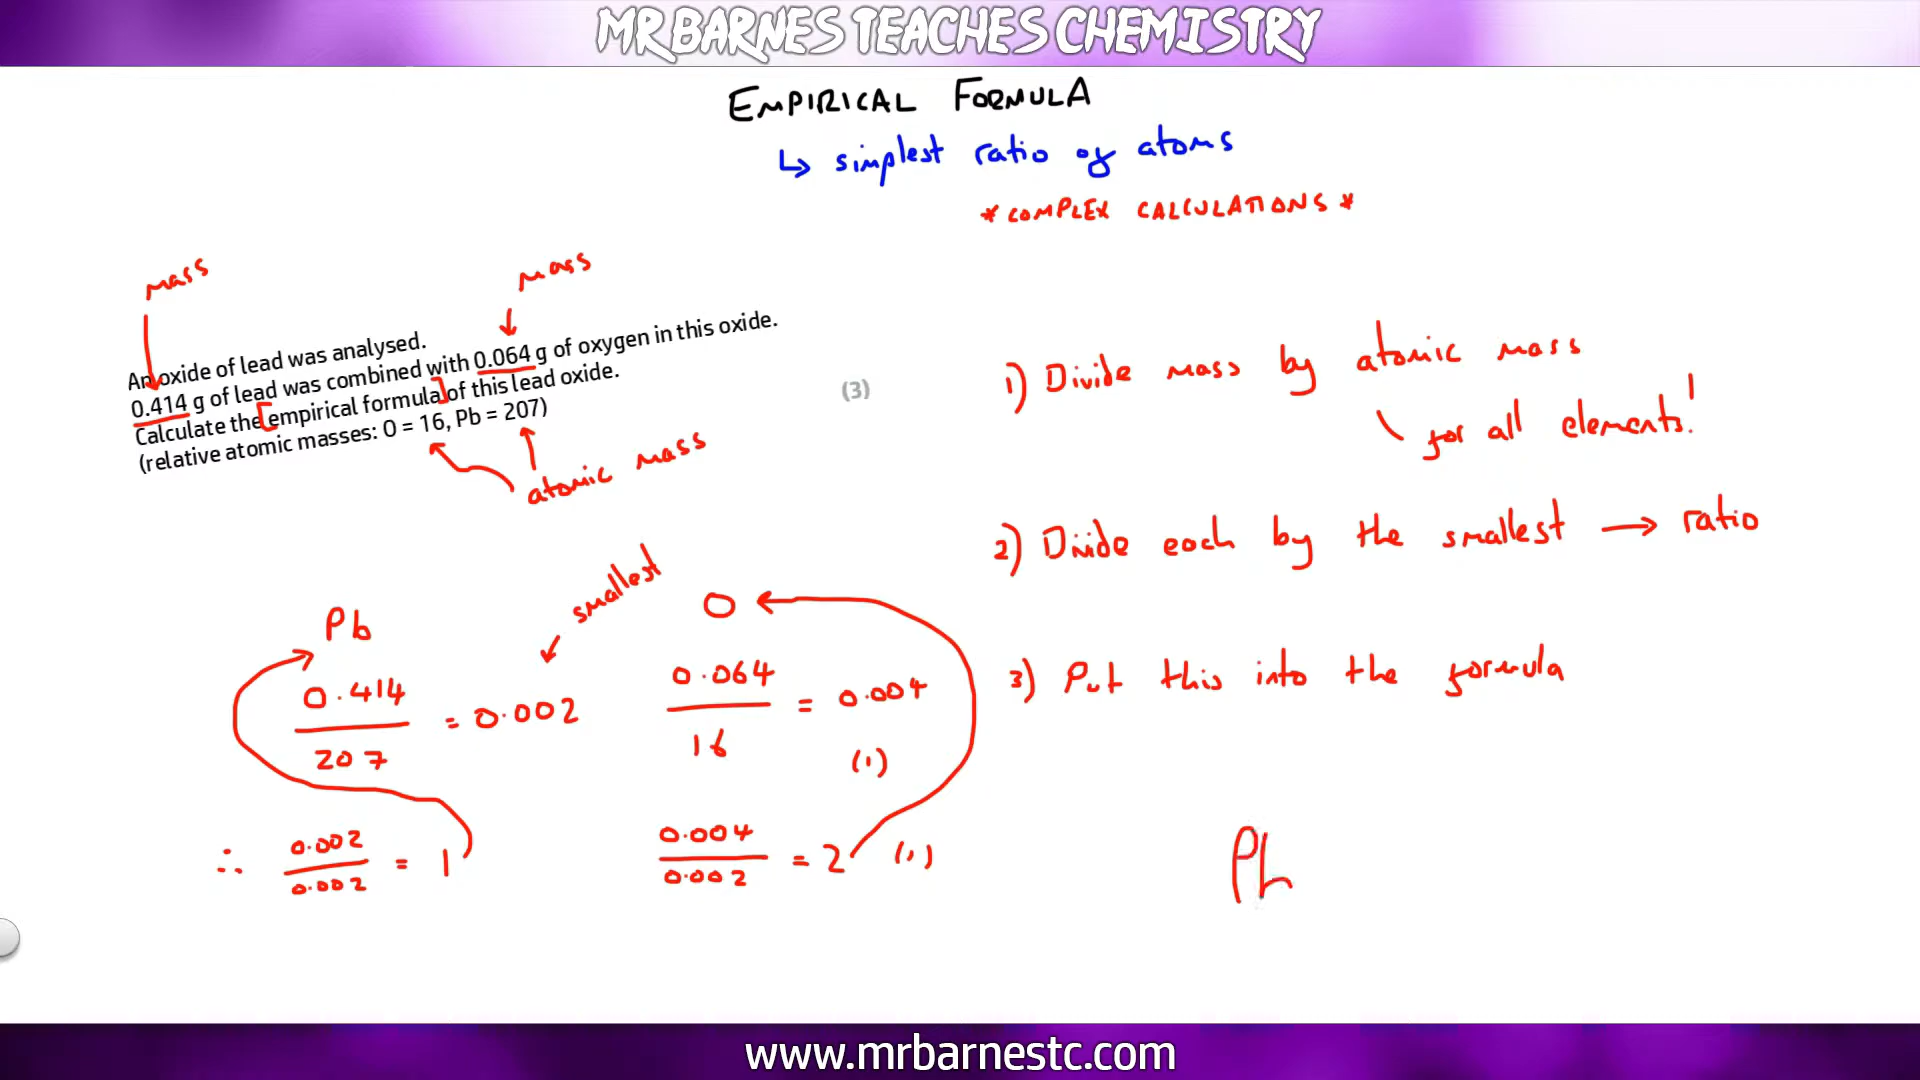 MR BARNES TEACHES CHEMISTRY
EMPIRICAL FORMULA
↳ simplest ratio of atoms
*COMPLEX CALCULATIONS*
mass
mass
An oxide of lead was analysed.
0.414 g of lead was combined with 0.064 g of oxygen in this oxide.
Calculate the [empirical formula] of this lead oxide.
(relative atomic masses: O = 16, Pb = 207)
(3)
atomic mass
1) Divide mass by atomic mass
for all elements!
2) Divide each by the smallest → ratio
3) Put this into the formula
smallest
Pb
O
0.414 / 207 = 0.002
0.064 / 16 = 0.004
(1)
∴ 0.002 / 0.002 = 1
0.004 / 0.002 = 2 (1)
www.mrbarnestc.com